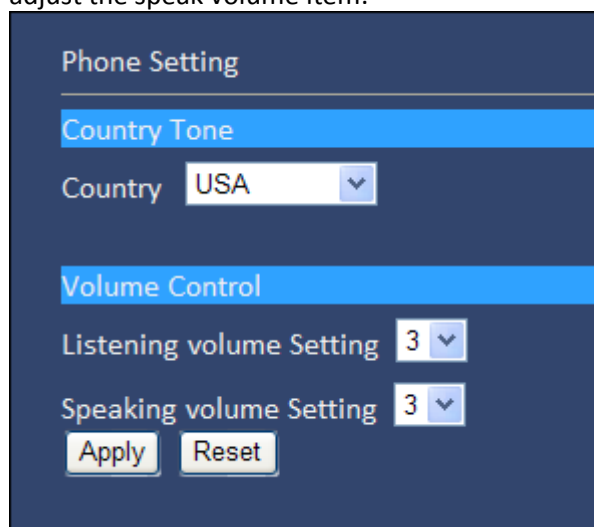 adjust the speak volume item.
Phone Setting
Country Tone
Country USA
Volume Control
Listening volume Setting 3
Speaking volume Setting 3
Apply Reset